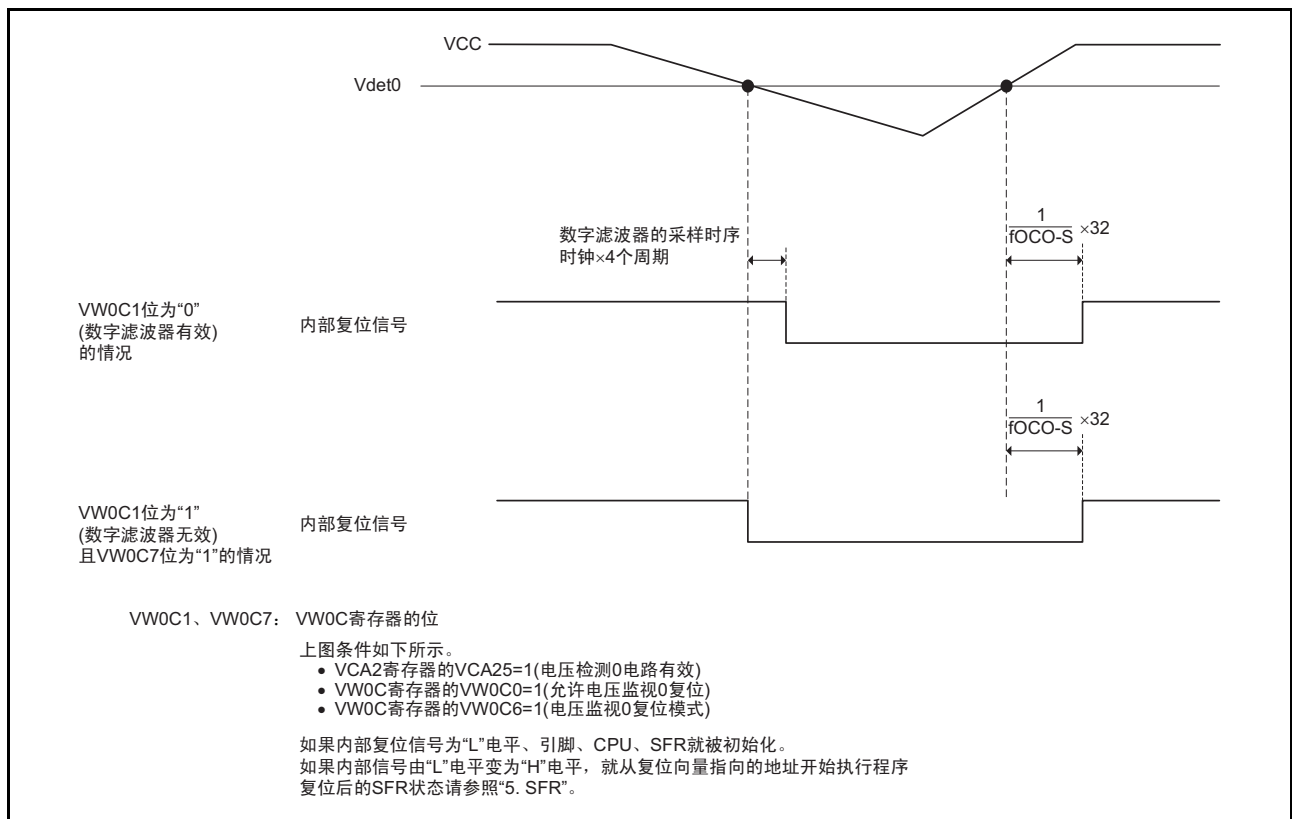 VCC
Vdet0
数字滤波器的采样时序
时钟×4个周期
1
fOCO-S ×32
VW0C1位为“0”
(数字滤波器有效)
的情况
内部复位信号
1
fOCO-S ×32
VW0C1位为“1”
(数字滤波器无效)
且VW0C7位为“1”的情况
内部复位信号
VW0C1、VW0C7： VW0C寄存器的位
上图条件如下所示。
• VCA2寄存器的VCA25=1(电压检测0电路有效)
• VW0C寄存器的VW0C0=1(允许电压监视0复位)
• VW0C寄存器的VW0C6=1(电压监视0复位模式)
如果内部复位信号为“L”电平、引脚、CPU、SFR就被初始化。
如果内部信号由“L”电平变为“H”电平，就从复位向量指向的地址开始执行程序
复位后的SFR状态请参照“5. SFR”。